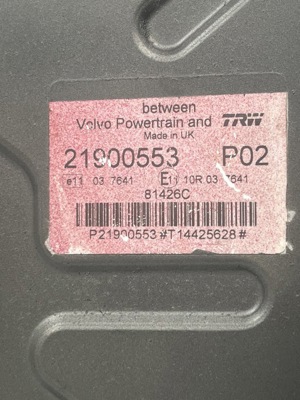 between
Volvo Powertrain and TRW
Made in UK
21900553 P02
e11 03 7641 E11 10R 03 7641
81426C
P21900553#T14425628#